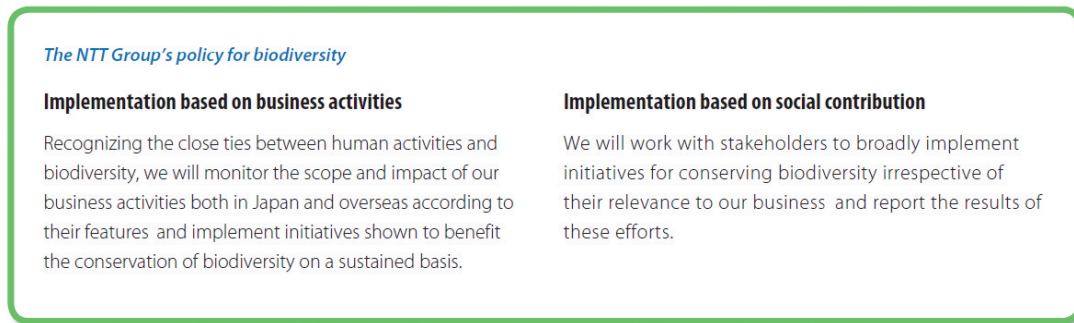 The NTT Group's policy for biodiversity
Implementation based on business activities
Recognizing the close ties between human activities and
biodiversity, we will monitor the scope and impact of our
business activities both in Japan and overseas according to
their features and implement initiatives shown to benefit
the conservation of biodiversity on a sustained basis.
Implementation based on social contribution
We will work with stakeholders to broadly implement
initiatives for conserving biodiversity irrespective of
their relevance to our business and report the results of
these efforts.